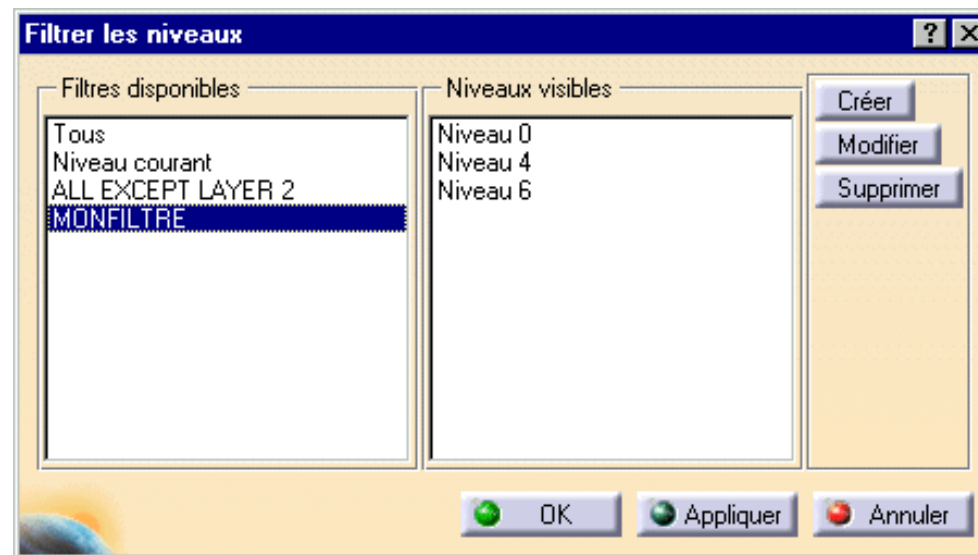 Filtrer les niveaux
Filtres disponibles
Tous
Niveau courant
ALL EXCEPT LAYER 2
MONFILTRE
Niveaux visibles
Niveau 0
Niveau 4
Niveau 6
Créer
Modifier
Supprimer
OK
Appliquer
Annuler